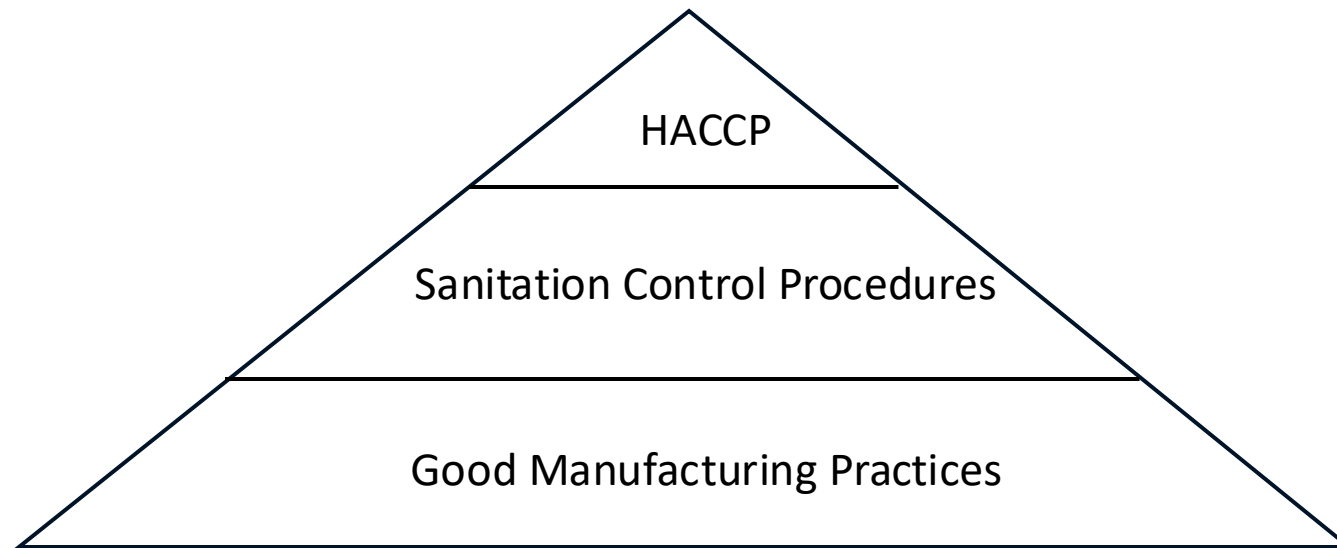 HACCP
Sanitation Control Procedures
Good Manufacturing Practices